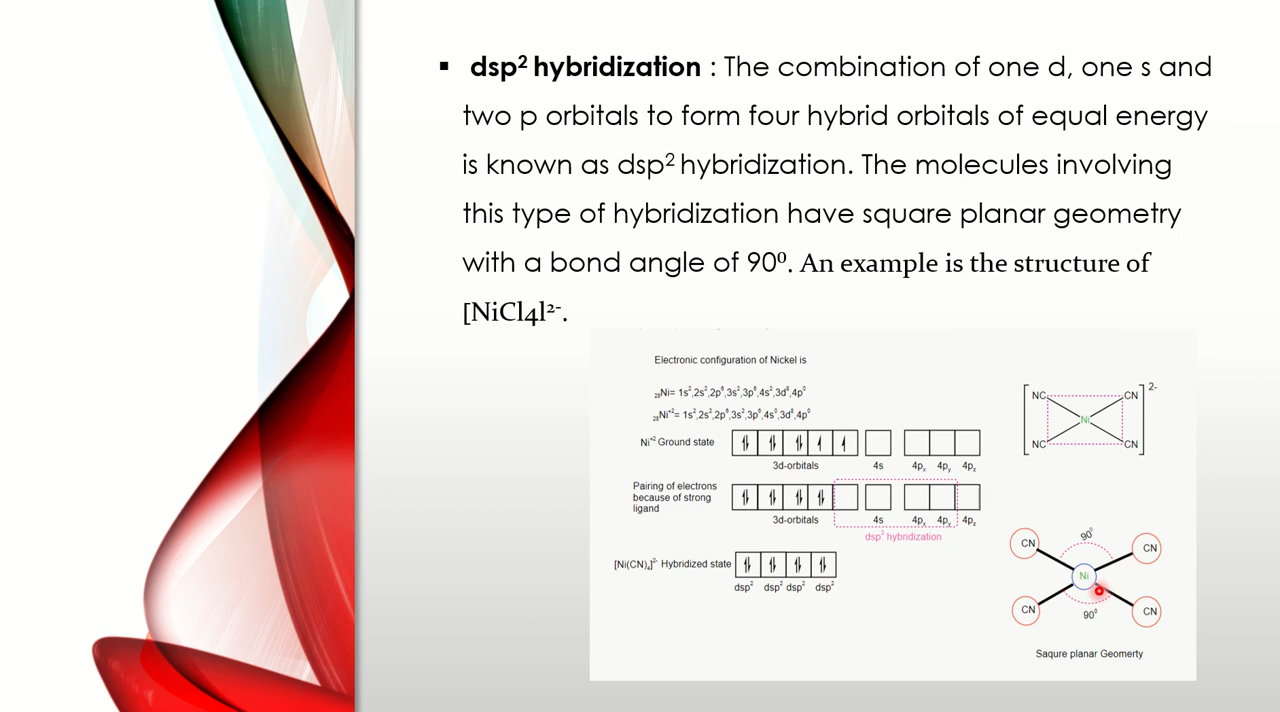 ▪ dsp² hybridization : The combination of one d, one s and
two p orbitals to form four hybrid orbitals of equal energy
is known as dsp² hybridization. The molecules involving
this type of hybridization have square planar geometry
with a bond angle of 90⁰. An example is the structure of
[NiCl4l²⁻.
Electronic configuration of Nickel is
₂₈Ni= 1s²,2s²,2p⁶,3s²,3p⁶,4s²,3d⁸,4p⁰
₂₈Ni⁺²= 1s²,2s²,2p⁶,3s²,3p⁶,4s⁰,3d⁸,4p⁰
Ni⁺² Ground state
3d-orbitals 4s 4pₓ 4pᵧ 4p_z
Pairing of electrons
because of strong
ligand
3d-orbitals 4s 4pₓ 4pᵧ 4p_z
dsp² hybridization
[Ni(CN)₄]²⁻ Hybridized state
dsp² dsp² dsp² dsp²
2-
NC CN
Ni
NC CN
90⁰
CN CN
Ni
CN CN
90⁰
Saqure planar Geomerty